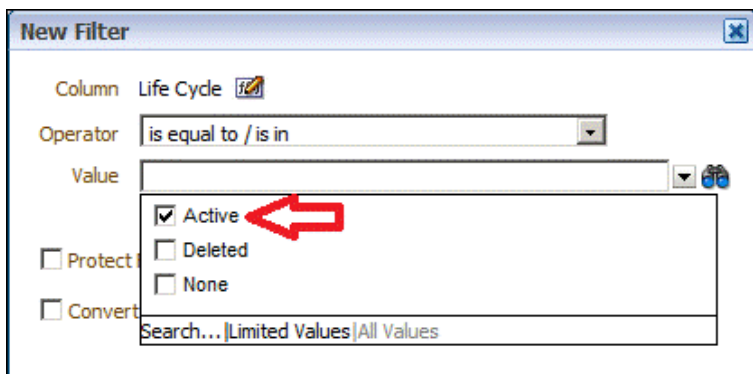 New Filter
Column Life Cycle
Operator is equal to / is in
Value
Active
Deleted
Protect
None
Convert
Search...|Limited Values|All Values